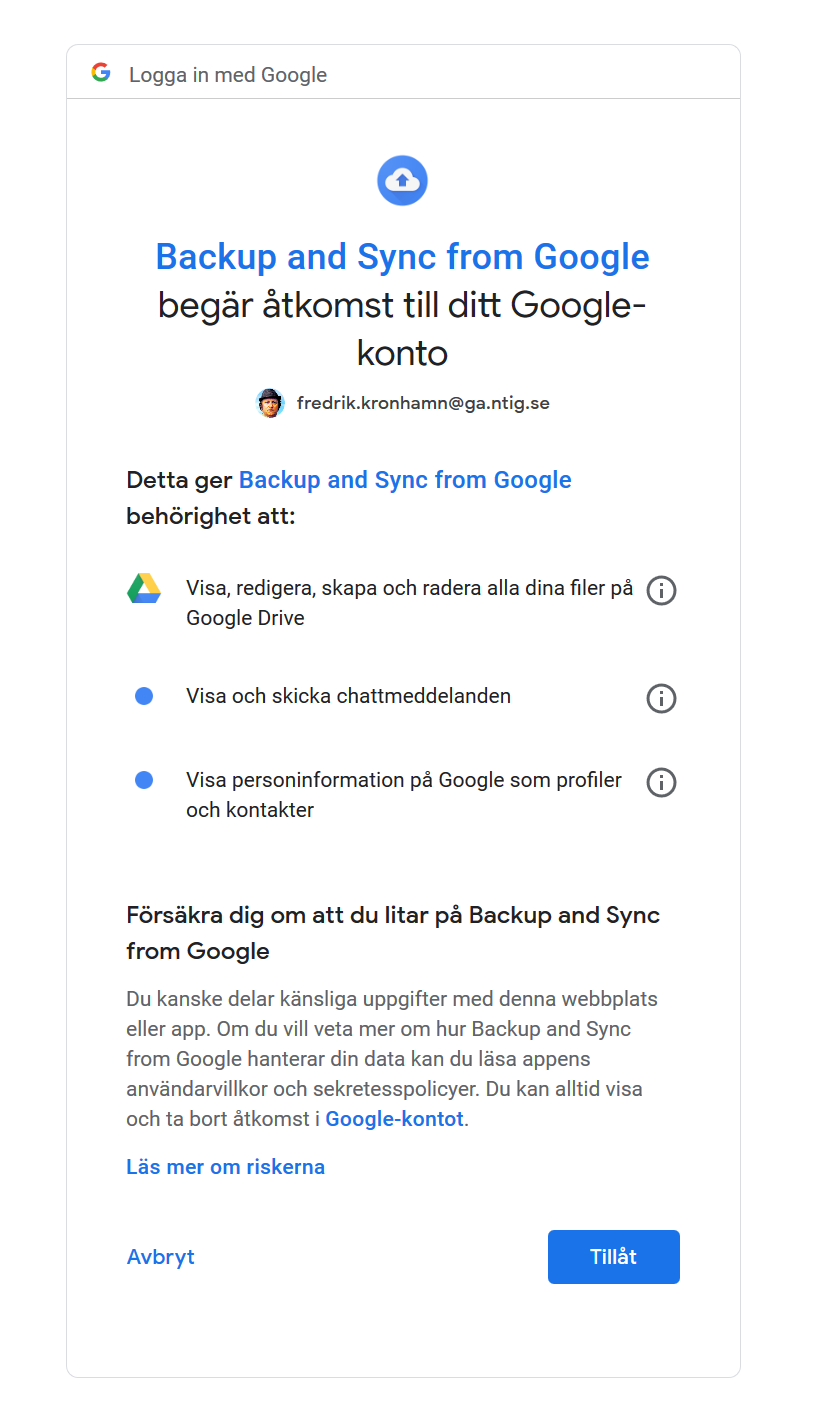 Logga in med Google
Backup and Sync from Google
begär åtkomst till ditt Google-
konto
fredrik.kronhamn@ga.ntig.se
Detta ger Backup and Sync from Google
behörighet att:
Visa, redigera, skapa och radera alla dina filer på
Google Drive
Visa och skicka chattmeddelanden
Visa personinformation på Google som profiler
och kontakter
Försäkra dig om att du litar på Backup and Sync
from Google
Du kanske delar känsliga uppgifter med denna webbplats
eller app. Om du vill veta mer om hur Backup and Sync
from Google hanterar din data kan du läsa appens
användarvillkor och sekretesspolicyer. Du kan alltid visa
och ta bort åtkomst i Google-kontot.
Läs mer om riskerna
Avbryt
Tillåt